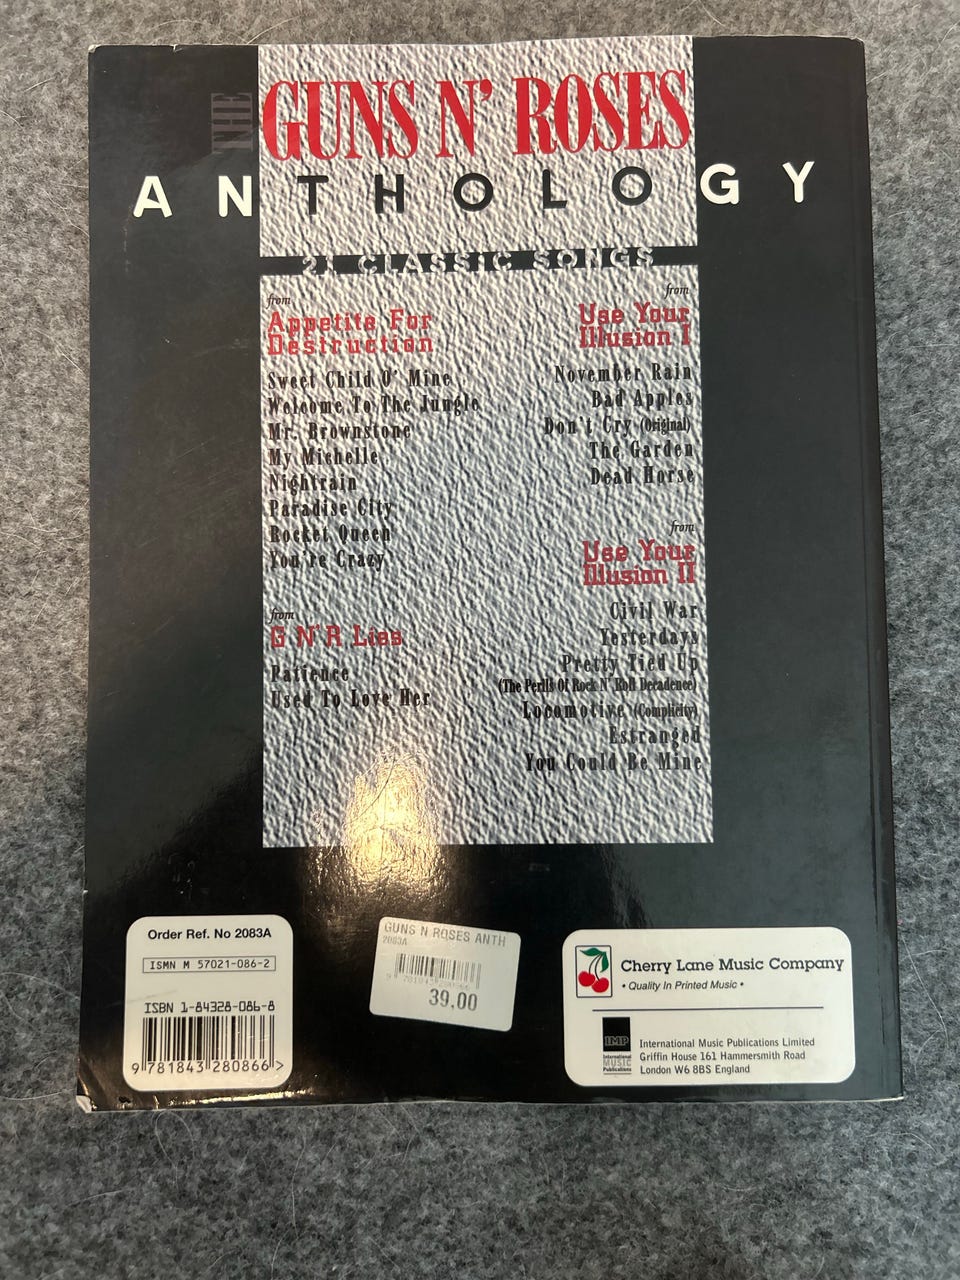 THE
GUNS N' ROSES
ANTHOLOGY
21 CLASSIC SONGS
from
Appetite For
Destruction
Sweet Child O' Mine
Welcome To The Jungle
Mr. Brownstone
My Michelle
Nightrain
Paradise City
Rocket Queen
You're Crazy
from
G N' R Lies
Patience
Used To Love Her
from
Use Your
Illusion I
November Rain
Bad Apples
Don't Cry (Original)
The Garden
Dead Horse
from
Use Your
Illusion II
Civil War
Yesterdays
Pretty Tied Up
(The Perils Of Rock N' Roll Decadence)
Locomotive (Complicity)
Estranged
You Could Be Mine
Order Ref. No 2083A
ISMN M 57021-086-2
ISBN 1-84328-086-8
9 781843 280866 >
GUNS N ROSES ANTH
2083A
9 781843 280866
39,00
Cherry Lane Music Company
• Quality In Printed Music •
IMP
International
MUSIC
Publications
International Music Publications Limited
Griffin House 161 Hammersmith Road
London W6 8BS England